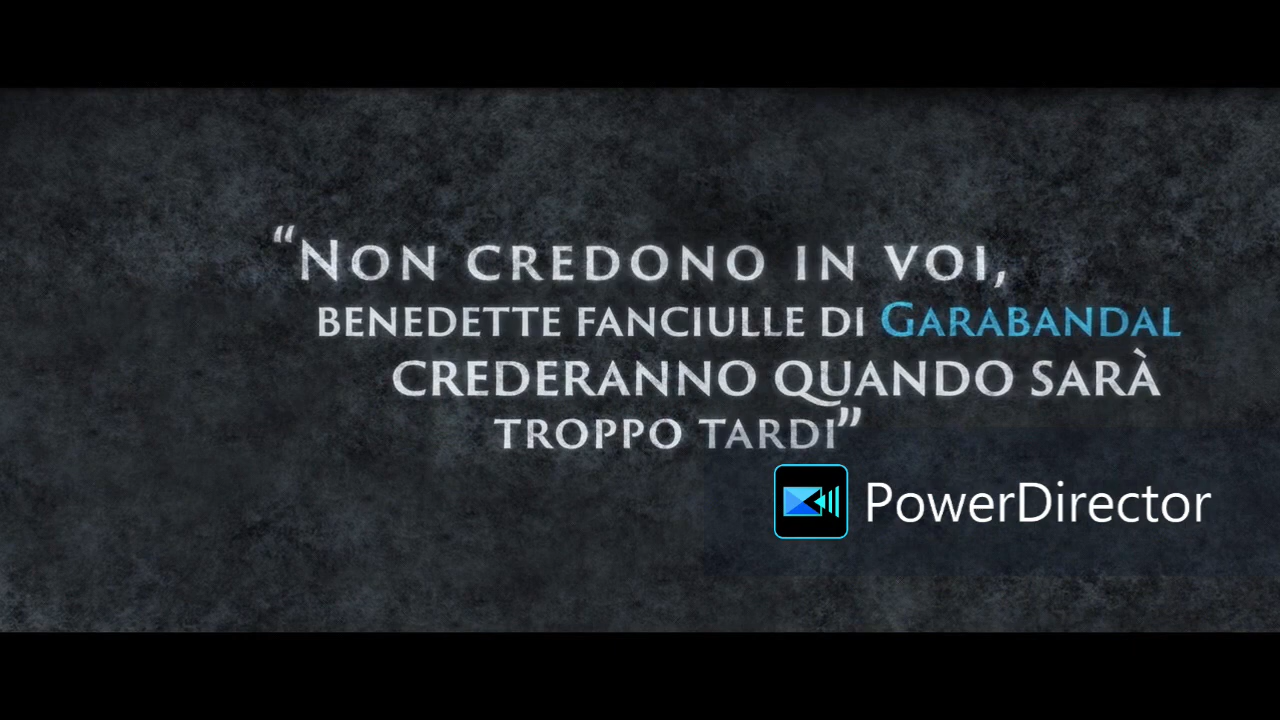 “Non credono in voi,
benedette fanciulle di Garabandal
crederanno quando sarà
troppo tardi”
PowerDirector